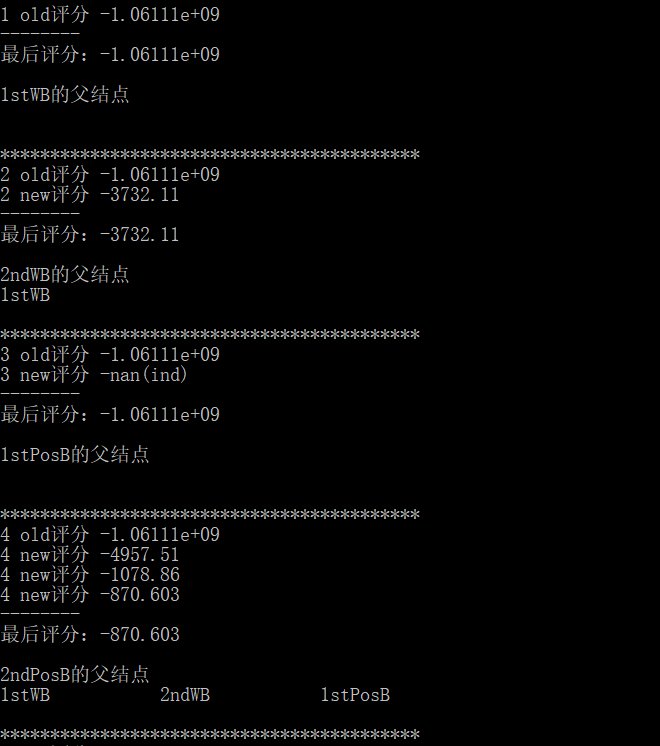 1 old评分 -1.06111e+09
--------
最后评分：-1.06111e+09
1stWB的父结点
******************************************
2 old评分 -1.06111e+09
2 new评分 -3732.11
--------
最后评分：-3732.11
2ndWB的父结点
1stWB
******************************************
3 old评分 -1.06111e+09
3 new评分 -nan(ind)
--------
最后评分：-1.06111e+09
1stPosB的父结点
******************************************
4 old评分 -1.06111e+09
4 new评分 -4957.51
4 new评分 -1078.86
4 new评分 -870.603
--------
最后评分：-870.603
2ndPosB的父结点
1stWB 2ndWB 1stPosB
******************************************